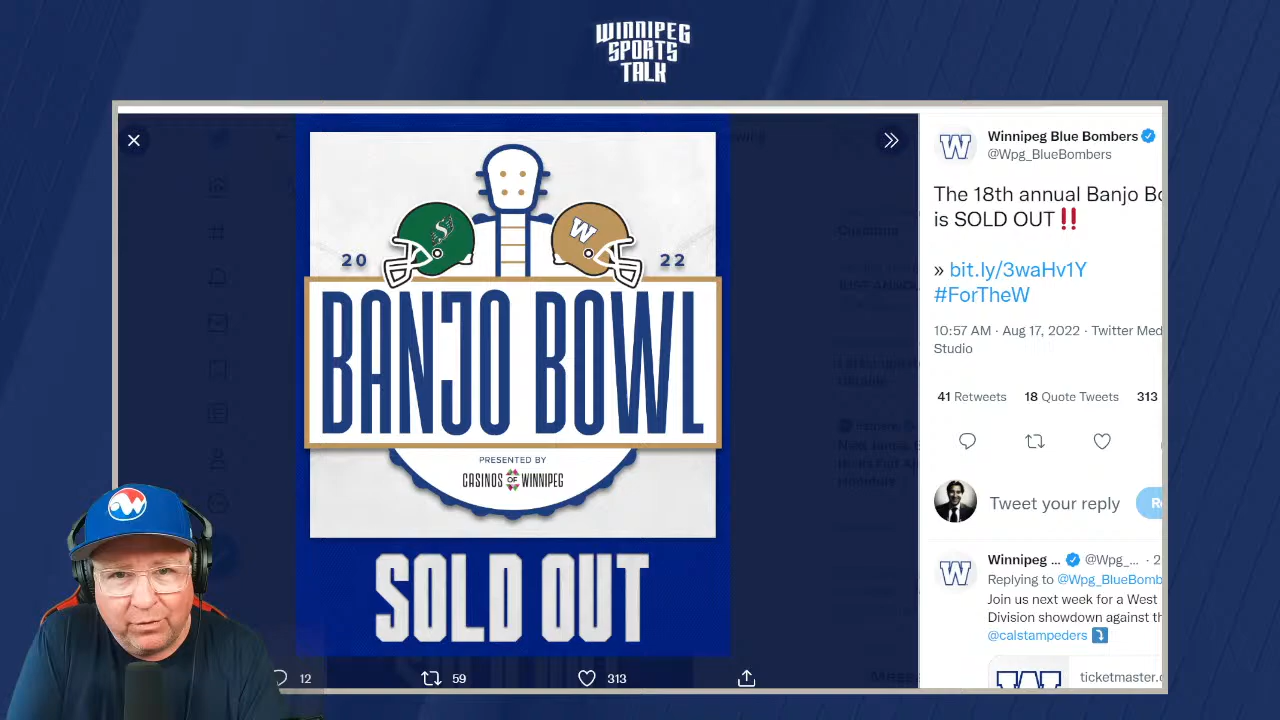 WINNIPEG
SPORTS
TALK
20
22
BANJO BOWL
PRESENTED BY
CASINOS OF WINNIPEG
SOLD OUT
12
59
313
Winnipeg Blue Bombers
@Wpg_BlueBombers
The 18th annual Banjo Bo
is SOLD OUT‼️
» bit.ly/3waHv1Y
#ForTheW
10:57 AM · Aug 17, 2022 · Twitter Med
Studio
41 Retweets 18 Quote Tweets 313
Tweet your reply
Re
Winnipeg ... @Wpg_... · 2
Replying to @Wpg_BlueBomb
Join us next week for a West
Division showdown against th
@calstampeders ⤵️
ticketmaster.c